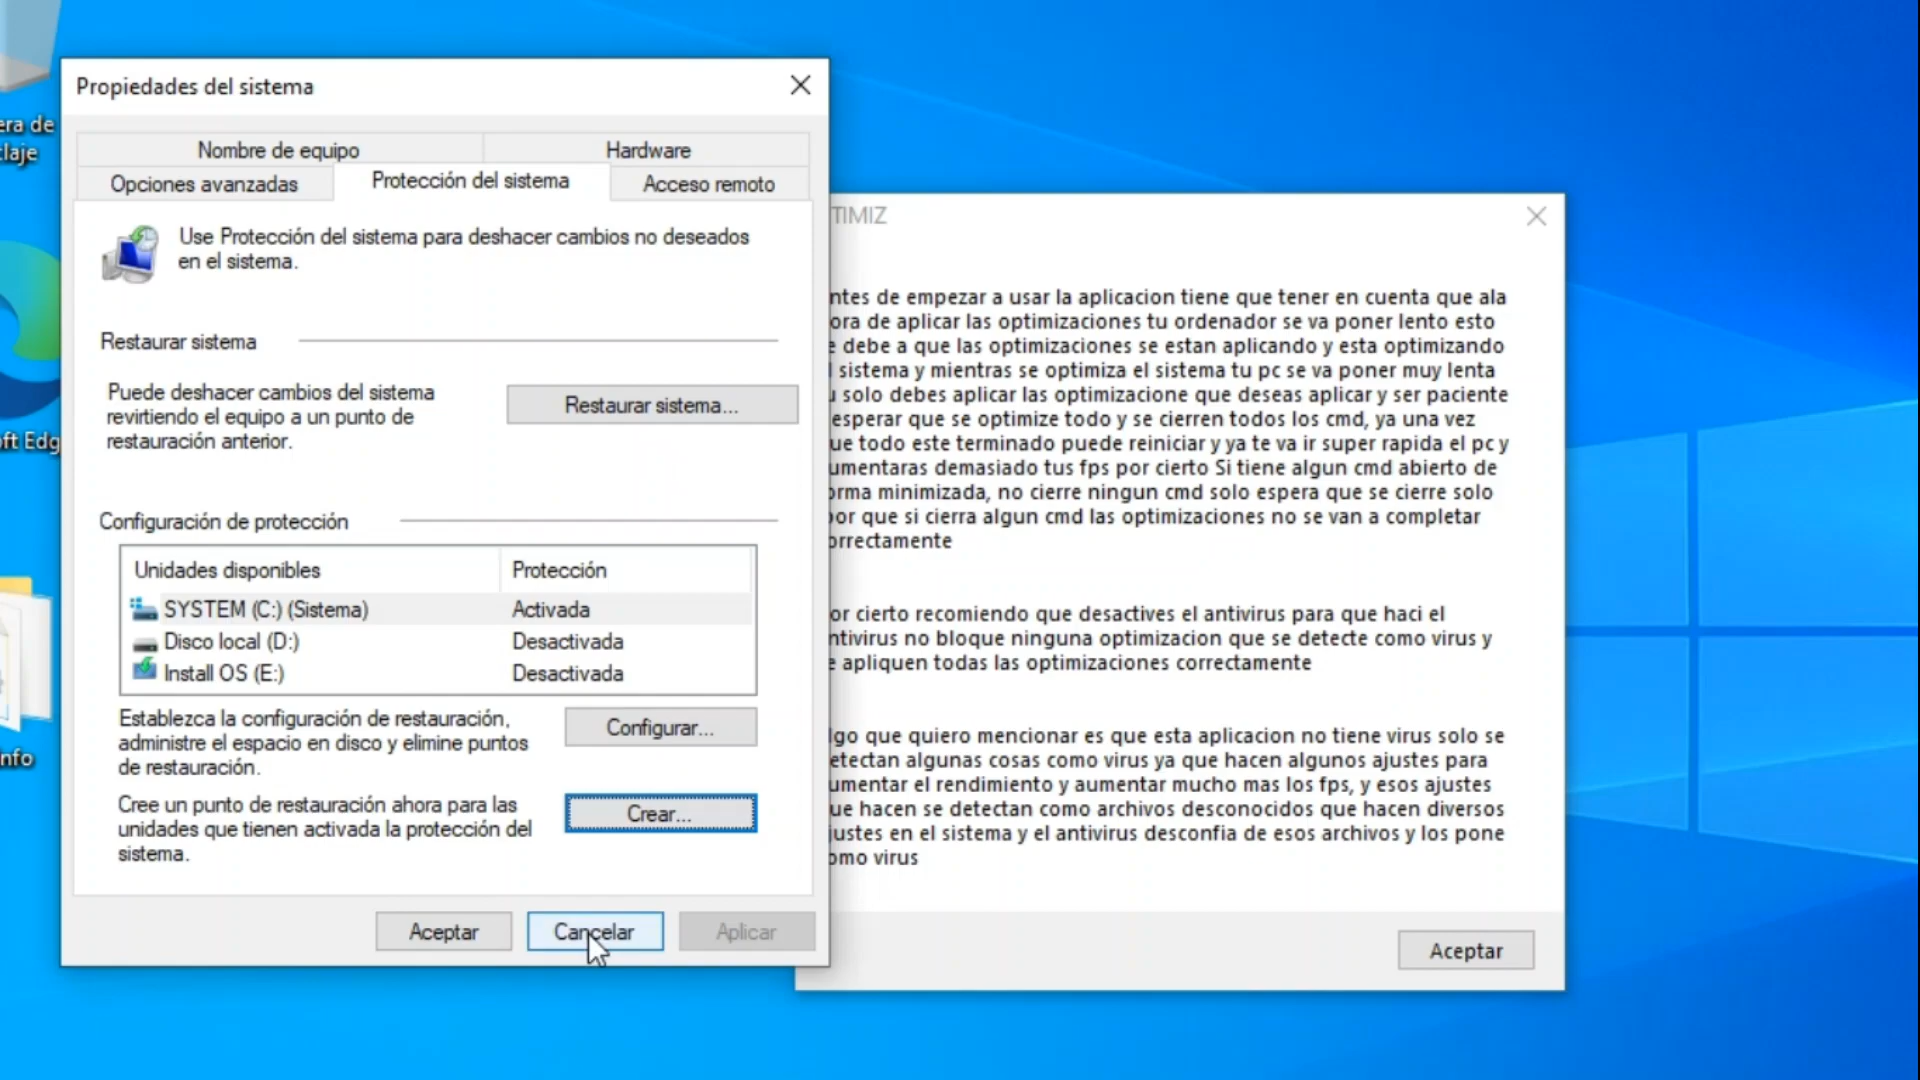 era de
laje
oft Edg
nfo
Propiedades del sistema
Nombre de equipo
Hardware
Opciones avanzadas
Protección del sistema
Acceso remoto
Use Protección del sistema para deshacer cambios no deseados
en el sistema.
Restaurar sistema
Puede deshacer cambios del sistema
revirtiendo el equipo a un punto de
restauración anterior.
Restaurar sistema...
Configuración de protección
Unidades disponibles
Protección
SYSTEM (C:) (Sistema)
Activada
Disco local (D:)
Desactivada
Install OS (E:)
Desactivada
Establezca la configuración de restauración,
administre el espacio en disco y elimine puntos
de restauración.
Configurar...
Cree un punto de restauración ahora para las
unidades que tienen activada la protección del
sistema.
Crear...
Aceptar
Cancelar
Aplicar
TIMIZ
ntes de empezar a usar la aplicacion tiene que tener en cuenta que ala
ora de aplicar las optimizaciones tu ordenador se va poner lento esto
e debe a que las optimizaciones se estan aplicando y esta optimizando
l sistema y mientras se optimiza el sistema tu pc se va poner muy lenta
u solo debes aplicar las optimizacione que deseas aplicar y ser paciente
esperar que se optimize todo y se cierren todos los cmd, ya una vez
ue todo este terminado puede reiniciar y ya te va ir super rapida el pc y
umentaras demasiado tus fps por cierto Si tiene algun cmd abierto de
orma minimizada, no cierre ningun cmd solo espera que se cierre solo
or que si cierra algun cmd las optimizaciones no se van a completar
orrectamente
or cierto recomiendo que desactives el antivirus para que haci el
ntivirus no bloque ninguna optimizacion que se detecte como virus y
e apliquen todas las optimizaciones correctamente
lgo que quiero mencionar es que esta aplicacion no tiene virus solo se
etectan algunas cosas como virus ya que hacen algunos ajustes para
umentar el rendimiento y aumentar mucho mas los fps, y esos ajustes
ue hacen se detectan como archivos desconocidos que hacen diversos
justes en el sistema y el antivirus desconfia de esos archivos y los pone
omo virus
Aceptar